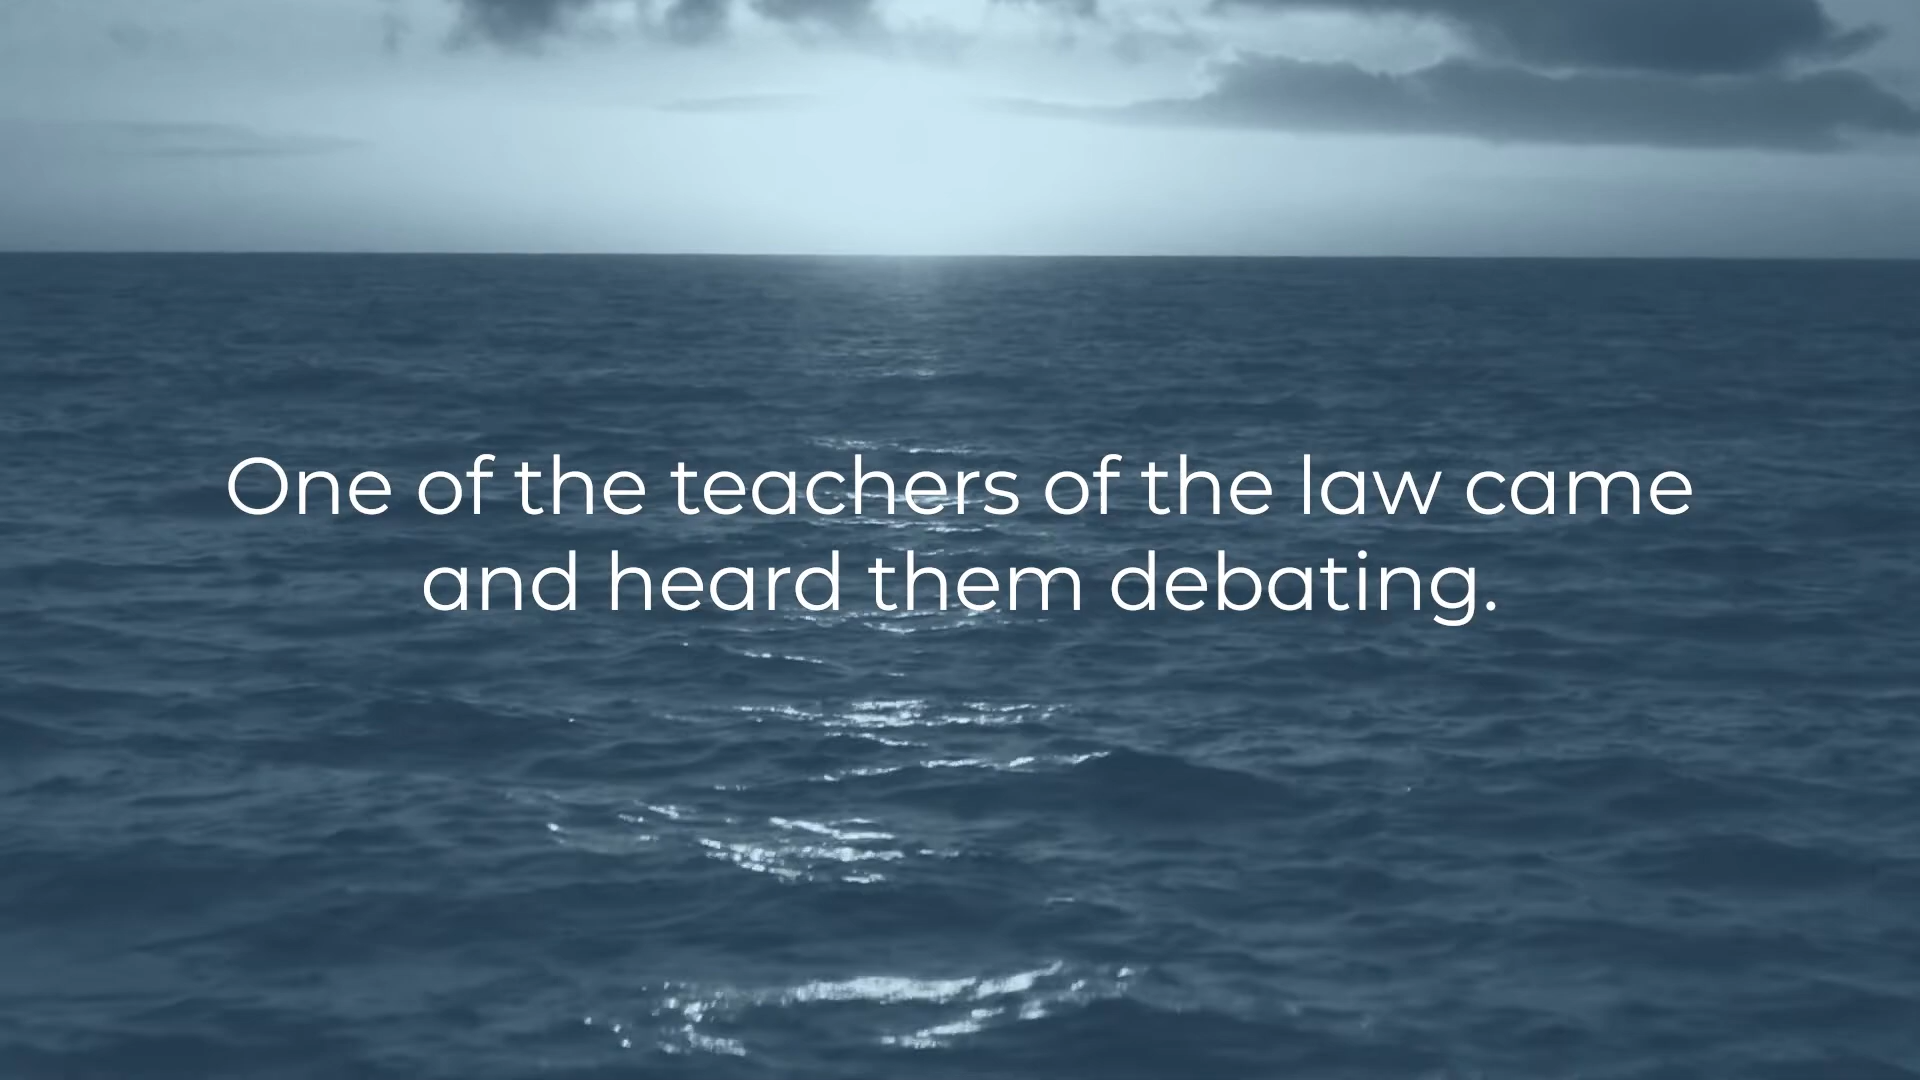 One of the teachers of the law came
and heard them debating.